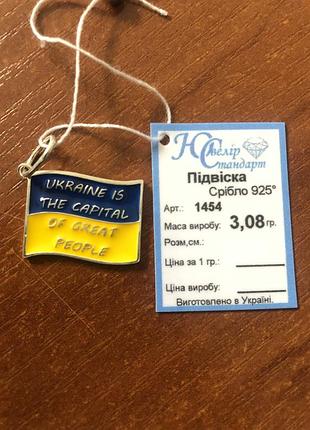 UKRAINE IS
THE CAPITAL
OF GREAT
PEOPLE
Ювелір
Стандарт
Підвіска
Срібло 925°
Арт.: 1454
Маса виробу: 3,08 гр.
Розм,см.:
Ціна за 1 гр.:
Ціна виробу:
Виготовлено в Україні.